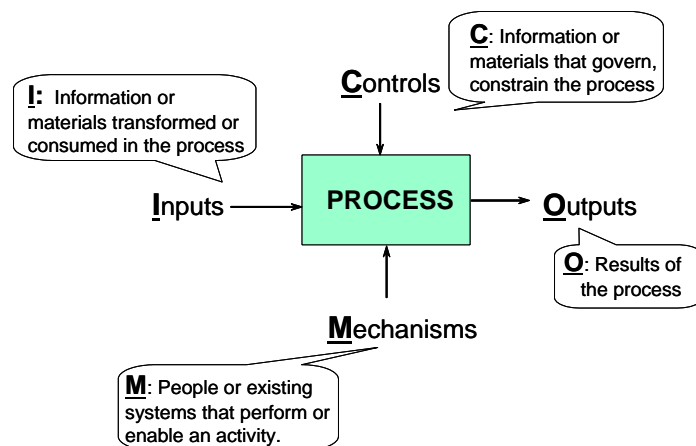 C: Information or
materials that govern,
constrain the process
Controls
I: Information or
materials transformed or
consumed in the process
Inputs
PROCESS
Outputs
O: Results of
the process
Mechanisms
M: People or existing
systems that perform or
enable an activity.